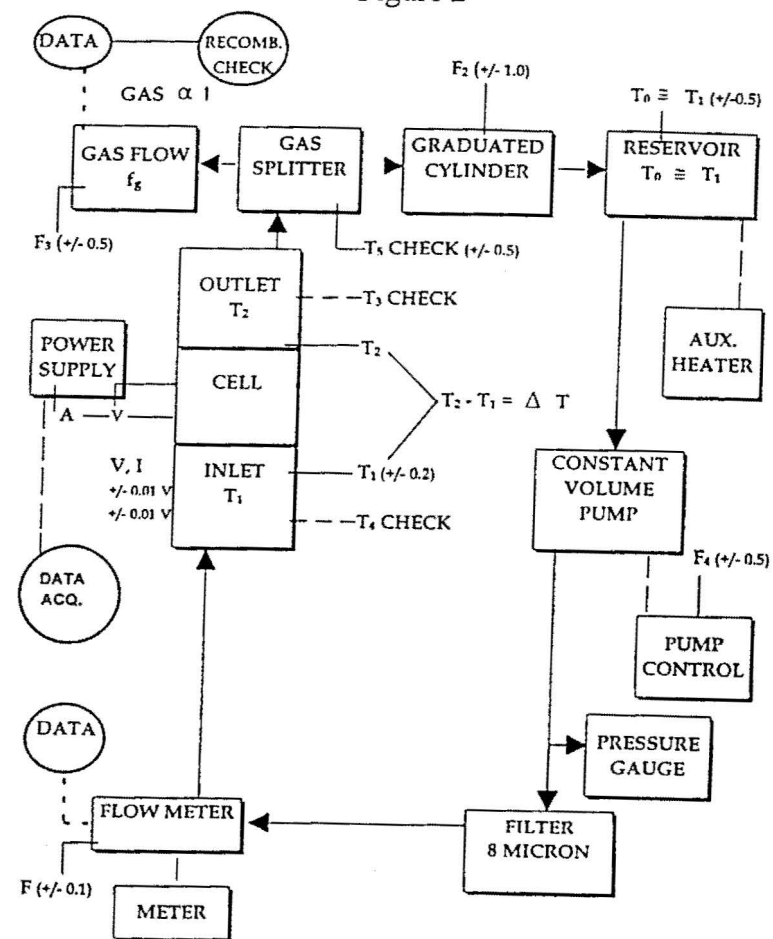 Figure 2
DATA
RECOMB.
CHECK
GAS α I
F₂ (+/- 1.0)
T₀ ≅ T₁ (+/-0.5)
GAS FLOW
fg
GAS
SPLITTER
GRADUATED
CYLINDER
RESERVOIR
T₀ ≅ T₁
F₃ (+/- 0.5)
T₅ CHECK (+/- 0.5)
OUTLET
T₂
T₃ CHECK
POWER
SUPPLY
A
V
CELL
T₂
T₂ - T₁ = Δ T
AUX.
HEATER
V, I
+/- 0.01 V
+/- 0.01 V
INLET
T₁
T₁ (+/- 0.2)
T₄ CHECK
CONSTANT
VOLUME
PUMP
DATA
ACQ.
F₄ (+/- 0.5)
PUMP
CONTROL
DATA
PRESSURE
GAUGE
FLOW METER
FILTER
8 MICRON
F (+/- 0.1)
METER